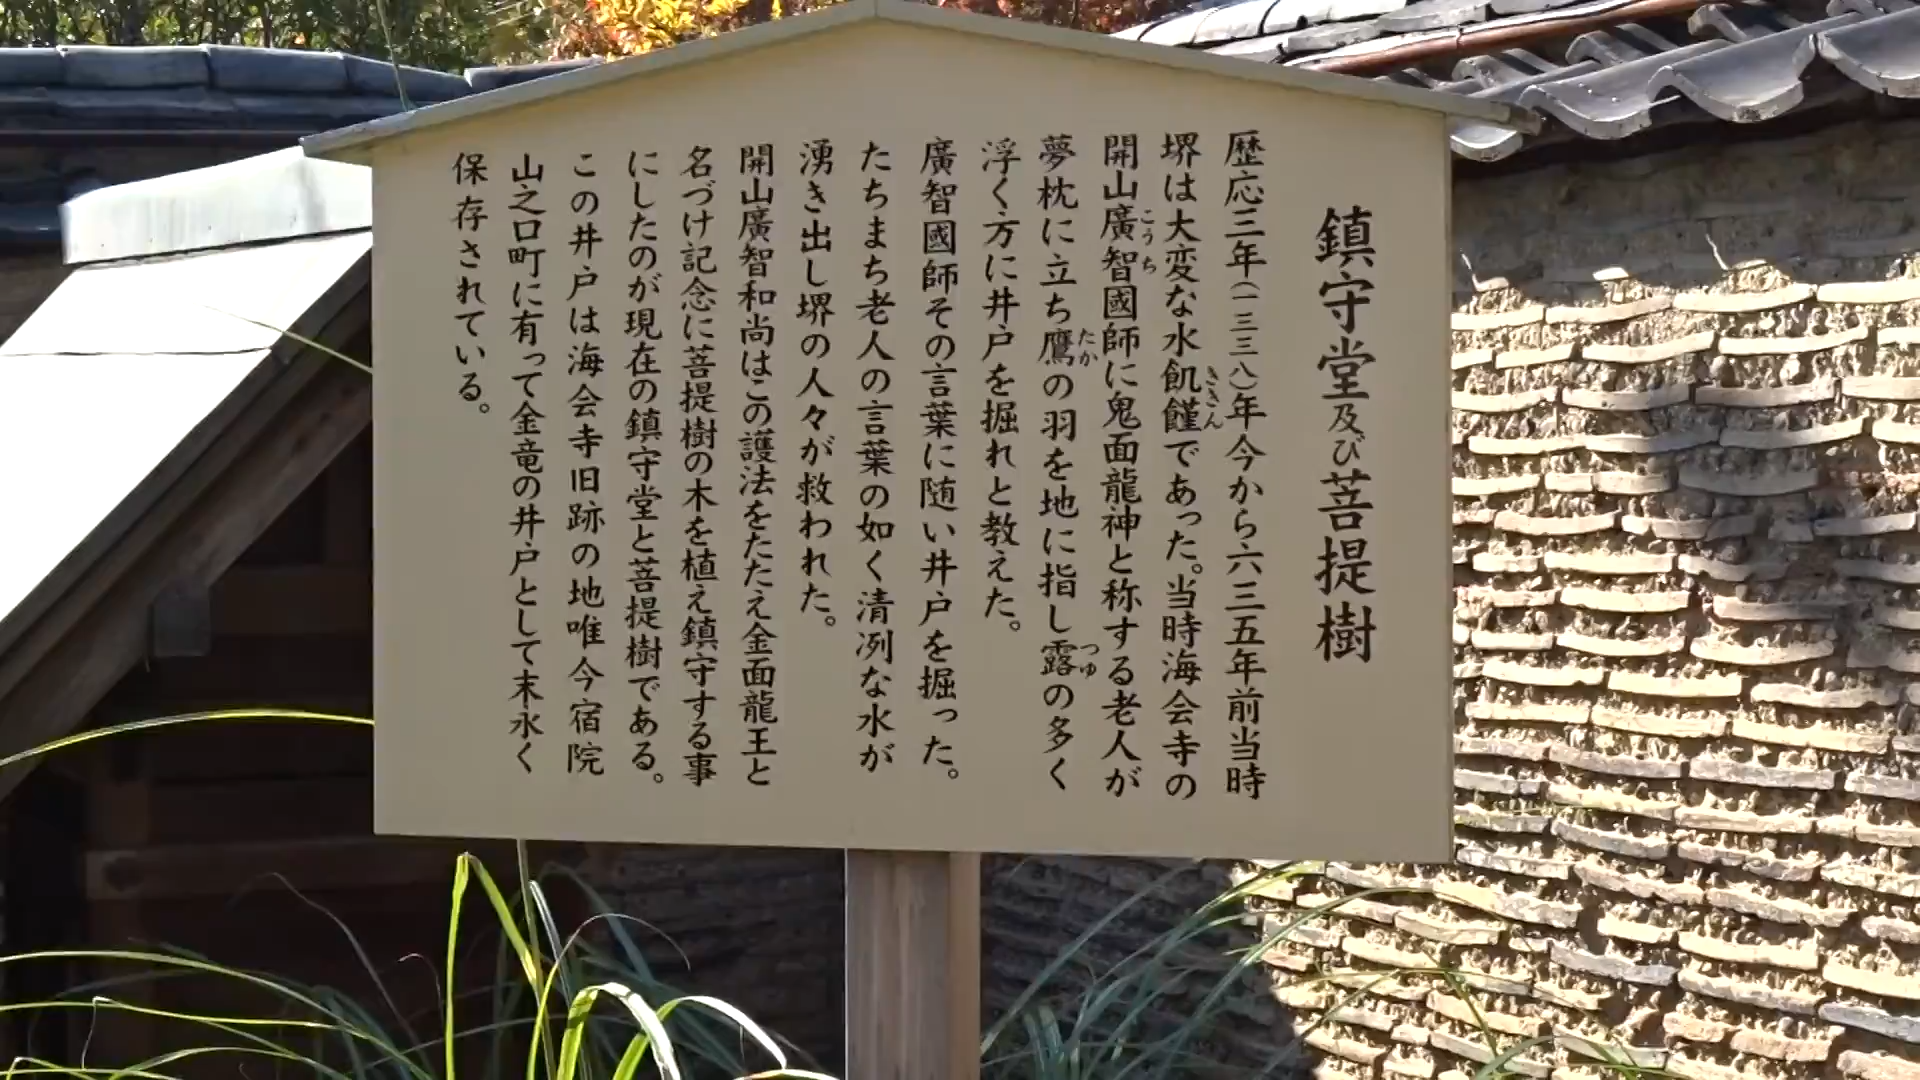 鎮守堂及び菩提樹
歴応三年(一三三八)年今から六三五年前当時
堺は大変な水飢饉であった。当時海会寺の
開山廣智國師に鬼面龍神と称する老人が
夢枕に立ち鷹の羽を地に指し露の多く
浮く方に井戸を掘れと教えた。
廣智國師その言葉に随い井戸を掘った。
たちまち老人の言葉の如く清冽な水が
湧き出し堺の人々が救われた。
開山廣智和尚はこの護法をたたえ金面龍王と
名づけ記念に菩提樹の木を植え鎮守する事
にしたのが現在の鎮守堂と菩提樹である。
この井戸は海会寺旧跡の地唯今宿院
山之口町に有って金竜の井戸として末永く
保存されている。
こうち
ききん
たか
つゆ